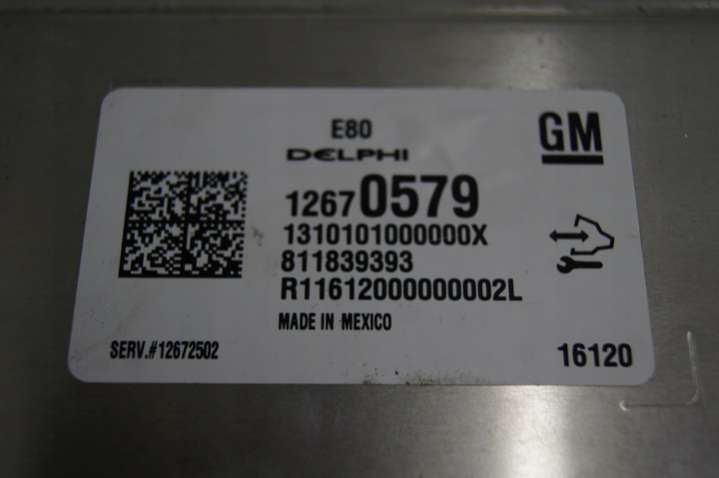 E80
DELPHI
GM
12670579
1310101000000X
811839393
R11612000000002L
MADE IN MEXICO
SERV.#12672502
16120